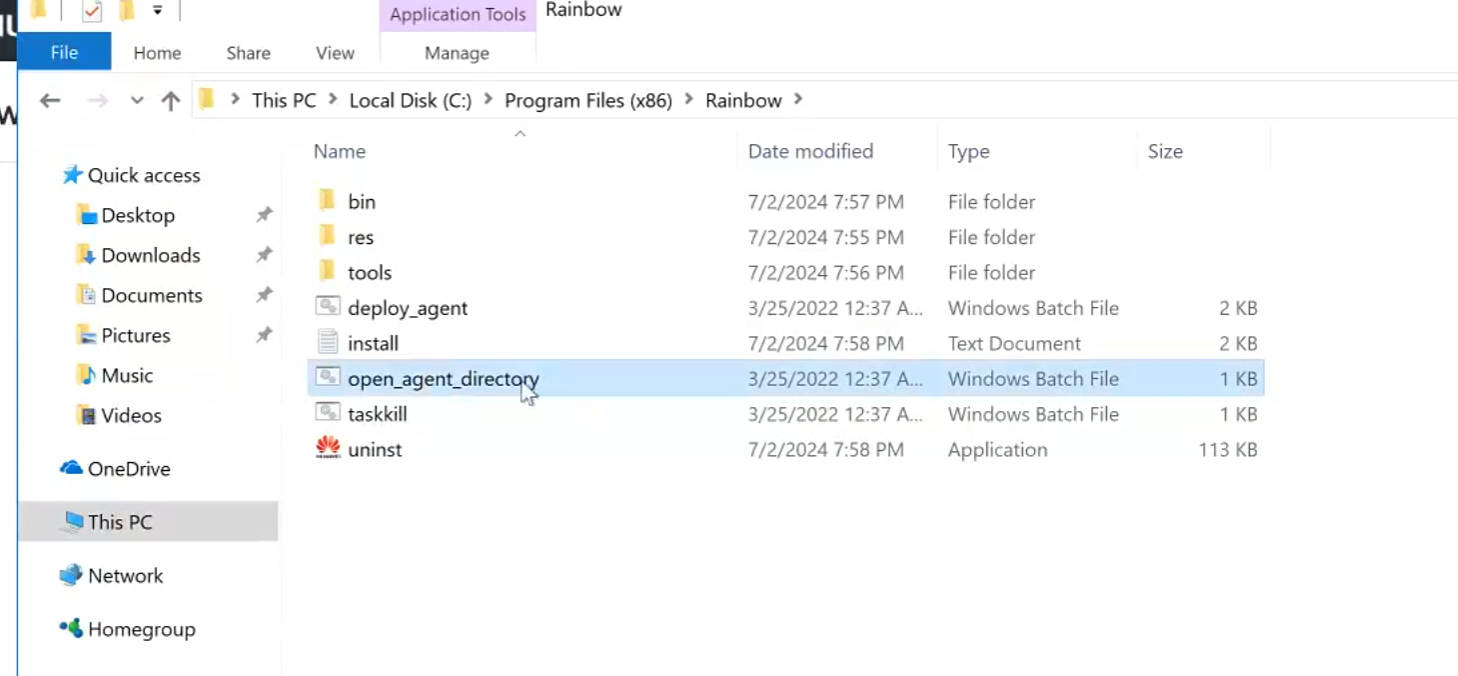 Application Tools Rainbow
File Home Share View Manage
This PC Local Disk (C:) Program Files (x86) Rainbow
Name Date modified Type Size
Quick access
Desktop
Downloads
Documents
Pictures
Music
Videos
OneDrive
This PC
Network
Homegroup
bin 7/2/2024 7:57 PM File folder
res 7/2/2024 7:55 PM File folder
tools 7/2/2024 7:56 PM File folder
deploy_agent 3/25/2022 12:37 A... Windows Batch File 2 KB
install 7/2/2024 7:58 PM Text Document 2 KB
open_agent_directory 3/25/2022 12:37 A... Windows Batch File 1 KB
taskkill 3/25/2022 12:37 A... Windows Batch File 1 KB
uninst 7/2/2024 7:58 PM Application 113 KB